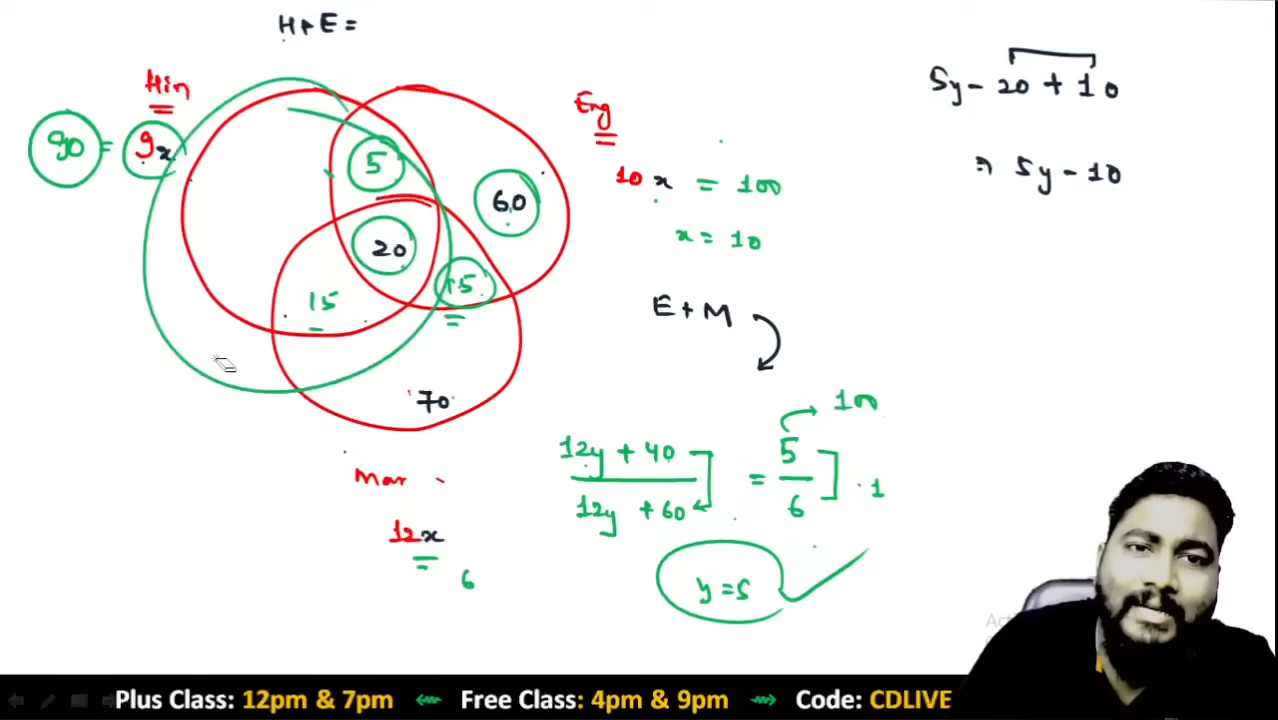 H+E =
Hin
90 = 9x
5
20
15
15
60
70
Eng
10x = 100
x = 10
E+M
5y - 20 + 10
⇒ 5y - 10
12y + 40
12y + 60
= 5
6
100
.1
y = 5
Mar
12x
6
Plus Class: 12pm & 7pm Free Class: 4pm & 9pm Code: CDLIVE